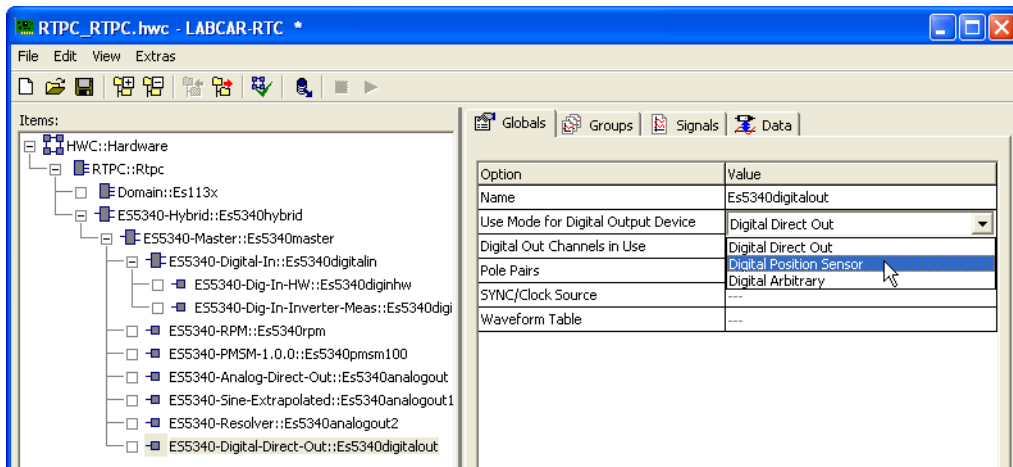 RTPC_RTPC.hwc - LABCAR-RTC *
File Edit View Extras
Items:
HWC::Hardware
RTPC::Rtpc
Domain::Es113x
ES5340-Hybrid::Es5340hybrid
ES5340-Master::Es5340master
ES5340-Digital-In::Es5340digitalin
ES5340-Dig-In-HW::Es5340diginhw
ES5340-Dig-In-Inverter-Meas::Es5340digi
ES5340-RPM::Es5340rpm
ES5340-PMSM-1.0.0::Es5340pmsm100
ES5340-Analog-Direct-Out::Es5340analogout
ES5340-Sine-Extrapolated::Es5340analogout1
ES5340-Resolver::Es5340analogout2
ES5340-Digital-Direct-Out::Es5340digitalout
Globals Groups Signals Data
Option Value
Name Es5340digitalout
Use Mode for Digital Output Device Digital Direct Out
Digital Out Channels in Use Digital Direct Out
Digital Position Sensor
Pole Pairs Digital Arbitrary
SYNC/Clock Source ---
Waveform Table ---